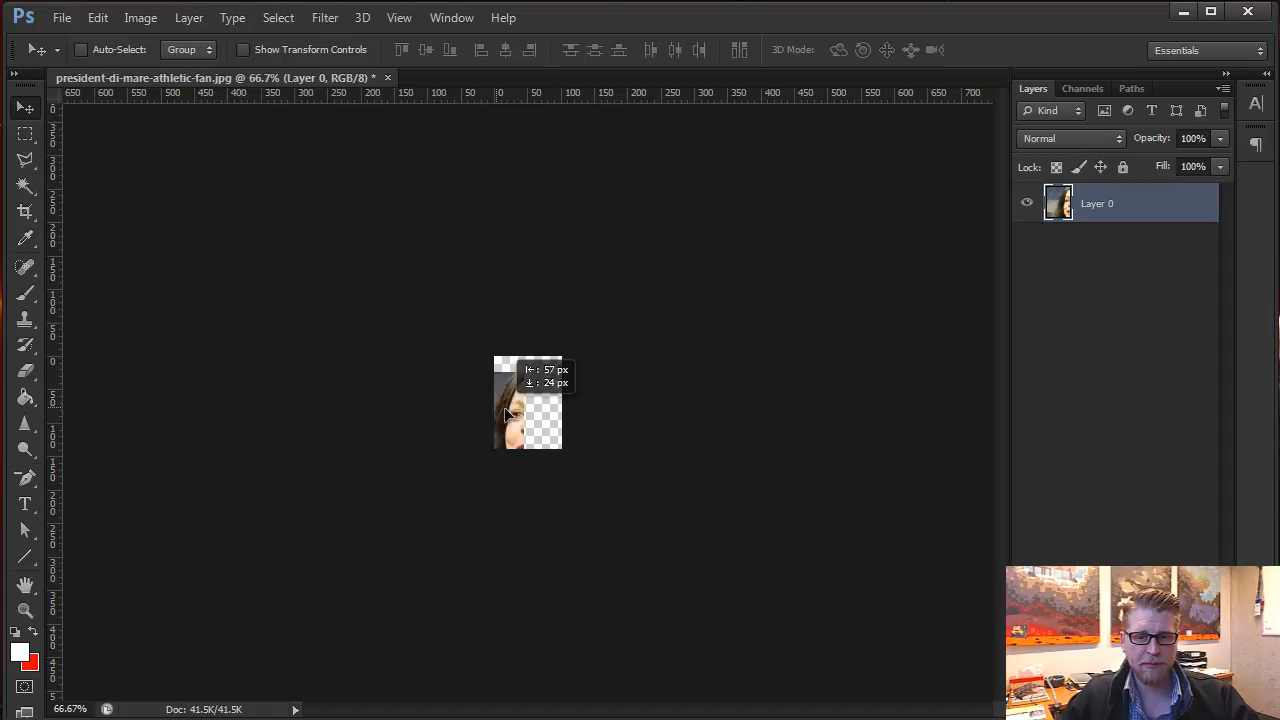 Ps File Edit Image Layer Type Select Filter 3D View Window Help
Auto-Select: Group Show Transform Controls 3D Mode: Essentials
president-di-mare-athletic-fan.jpg @ 66.7% (Layer 0, RGB/8) * ×
650 600 550 500 450 400 350 300 250 200 150 100 50 0 50 100 150 200 250 300 350 400 450 500 550 600 650 700
Layers Channels Paths
Kind
Normal Opacity: 100%
Lock: Fill: 100%
Layer 0
57 px
24 px
66.67% Doc: 41.5K/41.5K